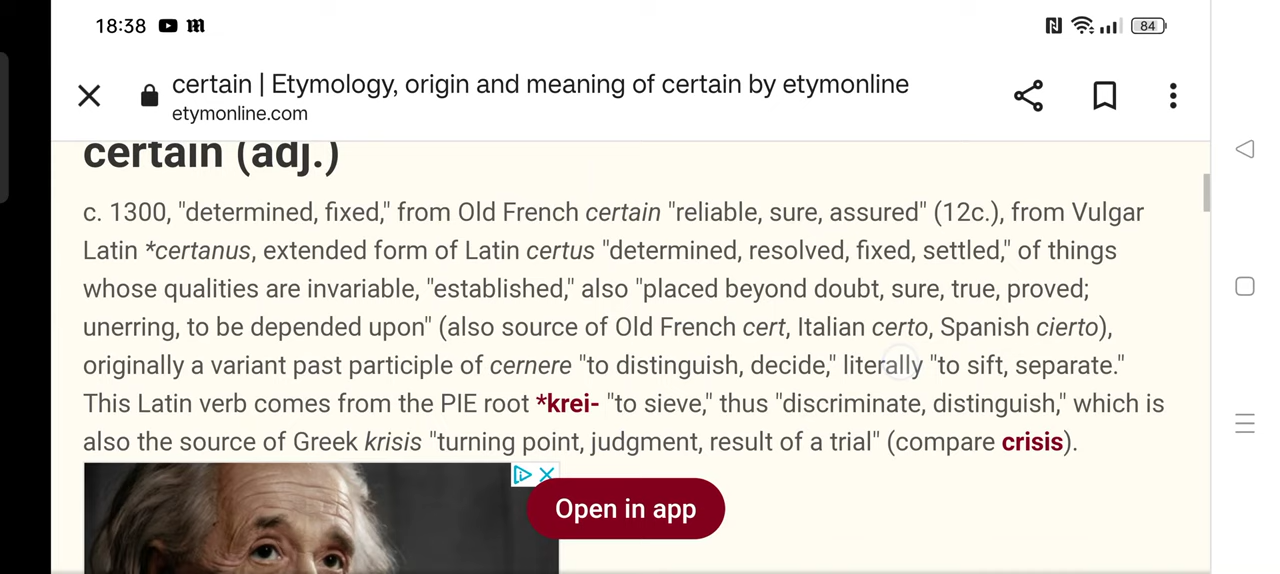 18:38
84
certain | Etymology, origin and meaning of certain by etymonline
etymonline.com
certain (adj.)
c. 1300, "determined, fixed," from Old French certain "reliable, sure, assured" (12c.), from Vulgar
Latin *certanus, extended form of Latin certus "determined, resolved, fixed, settled," of things
whose qualities are invariable, "established," also "placed beyond doubt, sure, true, proved;
unerring, to be depended upon" (also source of Old French cert, Italian certo, Spanish cierto),
originally a variant past participle of cernere "to distinguish, decide," literally "to sift, separate."
This Latin verb comes from the PIE root *krei- "to sieve," thus "discriminate, distinguish," which is
also the source of Greek krisis "turning point, judgment, result of a trial" (compare crisis).
Open in app